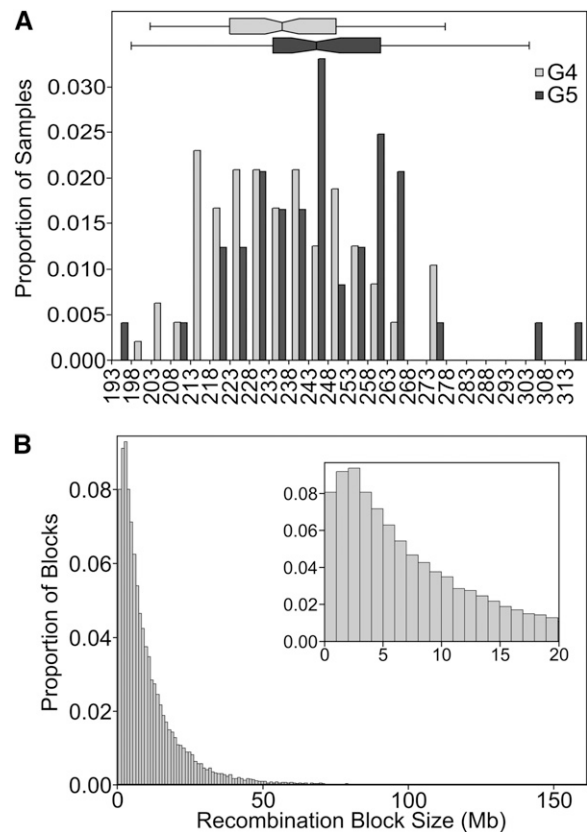 A
G4
G5
Proportion of Samples
0.030
0.025
0.020
0.015
0.010
0.005
0.000
193 198 203 208 213 218 223 228 233 238 243 248 253 258 263 268 273 278 283 288 293 303 308 313
B
Proportion of Blocks
0.08
0.06
0.04
0.02
0.00
0.08
0.06
0.04
0.02
0.00
0 5 10 15 20
0 50 100 150
Recombination Block Size (Mb)